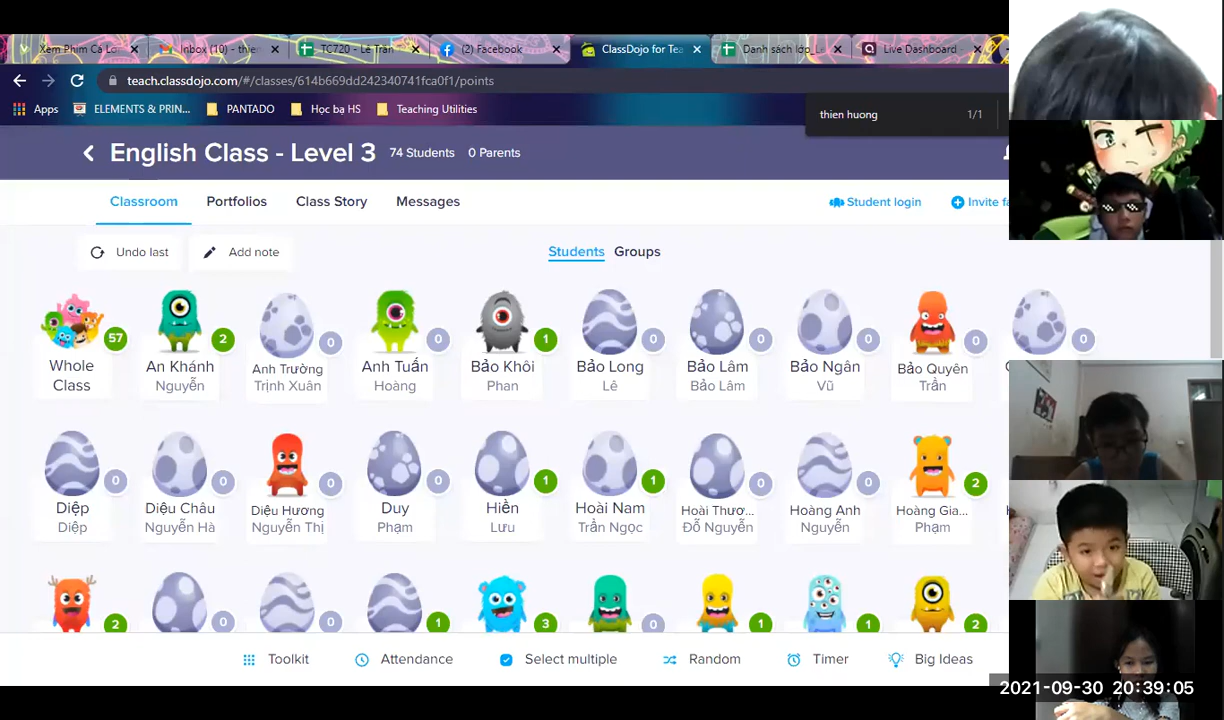 Xem Phim Cá Lo
Inbox (10) - thien
TC720 - Lê Trần
(2) Facebook
ClassDojo for Tea
Danh sách lớp_L
Live Dashboard
teach.classdojo.com/#/classes/614b669dd242340741fca0f1/points
Apps
ELEMENTS & PRIN...
PANTADO
Học bạ HS
Teaching Utilities
thien huong 1/1
English Class - Level 3 74 Students 0 Parents
Classroom Portfolios Class Story Messages Student login Invite fa
Undo last Add note Students Groups
57 2 0 0 1 0 0 0 0 0
Whole Class
An Khánh Nguyễn
Anh Trường Trịnh Xuân
Anh Tuấn Hoàng
Bảo Khôi Phan
Bảo Long Lê
Bảo Lâm Bảo Lâm
Bảo Ngân Vũ
Bảo Quyên Trần
0 0 0 0 1 1 0 0 2
Diệp Diệp
Diệu Châu Nguyễn Hà
Diệu Hương Nguyễn Thị
Duy Phạm
Hiền Lưu
Hoài Nam Trần Ngọc
Hoài Thươ... Đỗ Nguyễn
Hoàng Anh Nguyễn
Hoàng Gia... Phạm
2 0 0 1 3 0 1 1 2
Toolkit Attendance Select multiple Random Timer Big Ideas
2021-09-30 20:39:05